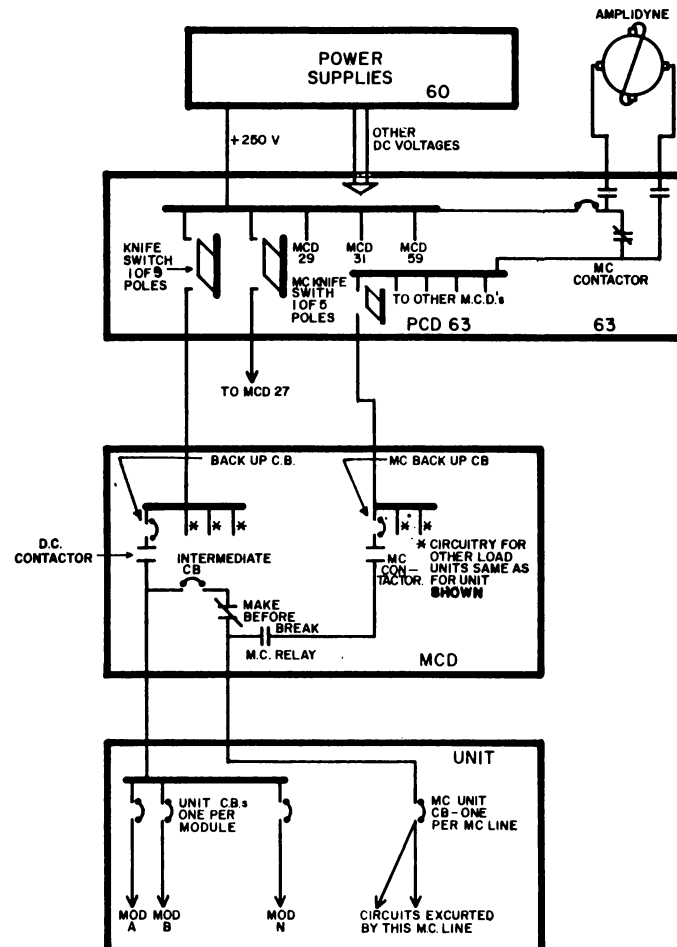 AMPLIDYNE
POWER
SUPPLIES
60
+250 V
OTHER
DC VOLTAGES
KNIFE
SWITCH
1 OF 9
POLES
MCD
29
MCD
31
MCD
59
MC KNIFE
SWITH
1 OF 5
POLES
TO OTHER M.C.D.'s
MC
CONTACTOR
PCD 63
63
TO MCD 27
BACK UP C.B.
MC BACK UP CB
D.C.
CONTACTOR
* * *
* *
INTERMEDIATE
CB
MC
CON-
TACTOR.
* CIRCUITRY FOR
OTHER LOAD
UNITS SAME AS
FOR UNIT
SHOWN
MAKE
BEFORE
BREAK
M.C. RELAY
MCD
UNIT
UNIT C.B.s
ONE PER
MODULE
MC UNIT
CB-ONE
PER MC LINE
MOD
A
MOD
B
MOD
N
CIRCUITS EXCURTED
BY THIS M.C. LINE